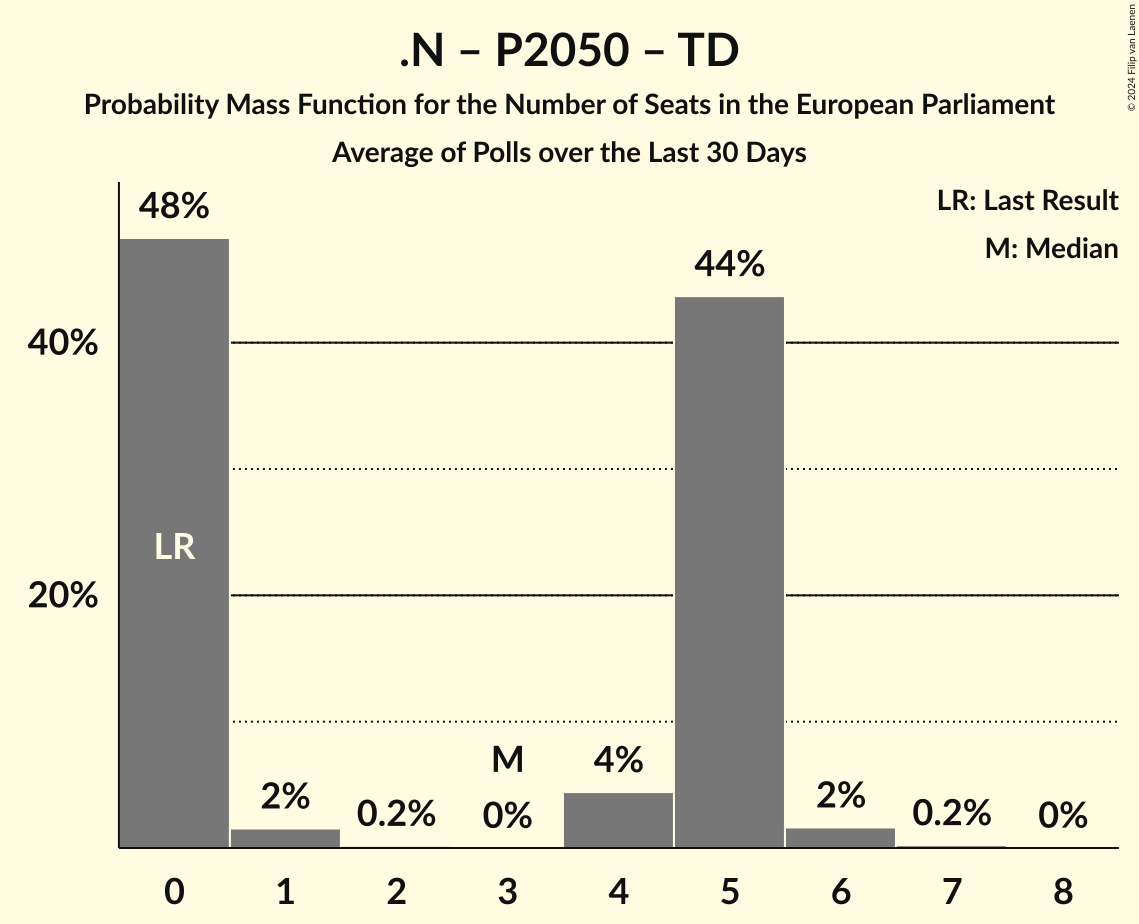 .N – P2050 – TD
Probability Mass Function for the Number of Seats in the European Parliament
Average of Polls over the Last 30 Days
© 2024 Filip van Laenen
LR: Last Result
M: Median
48%
44%
40%
LR
20%
M
4%
2%
0.2%
0%
2%
0.2%
0%
0 1 2 3 4 5 6 7 8